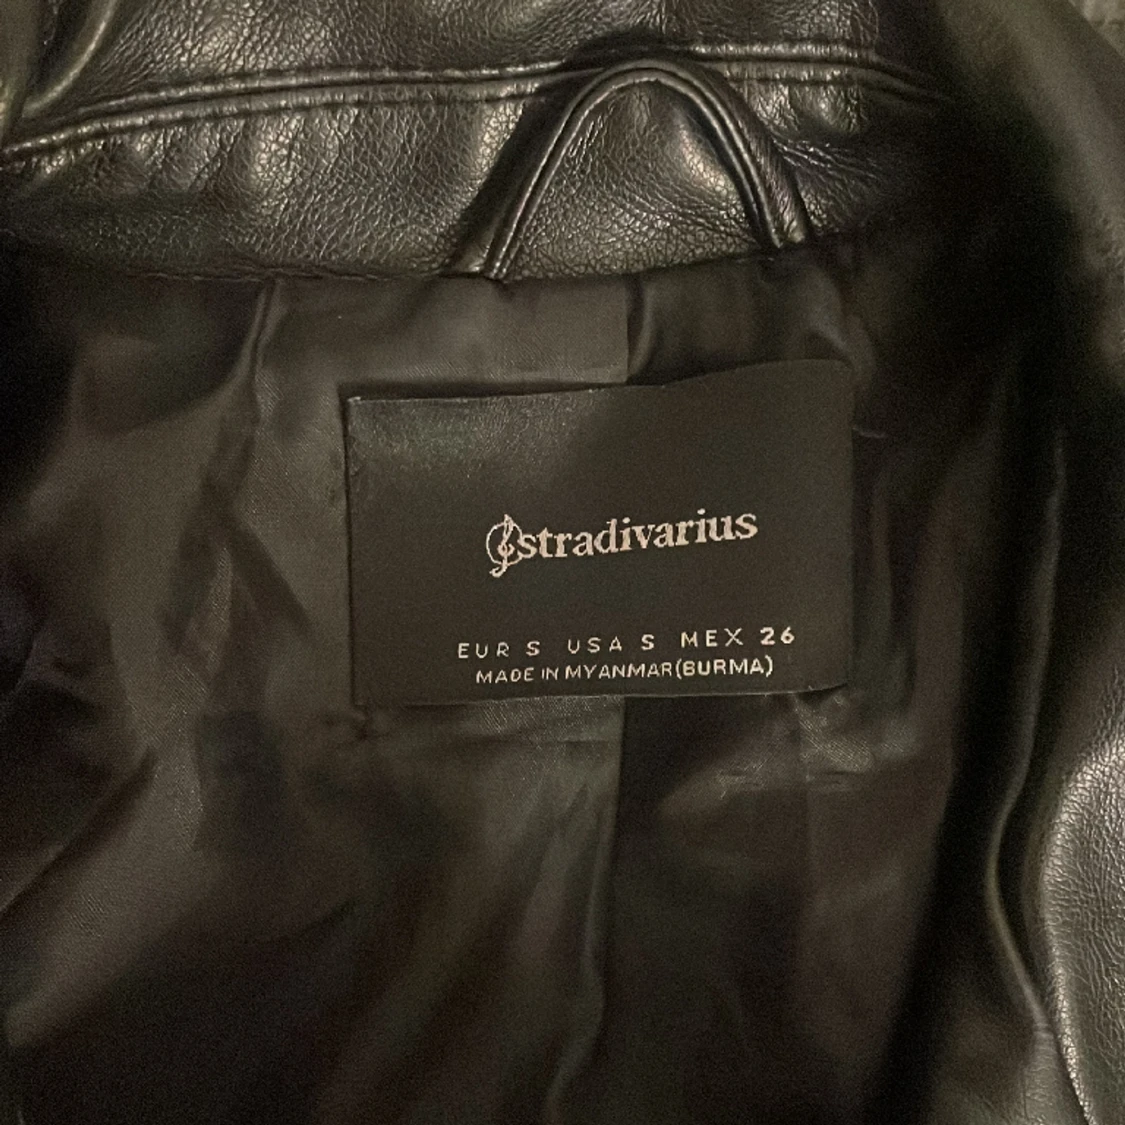 stradivarius
EUR S USA S MEX 26
MADE IN MYANMAR(BURMA)